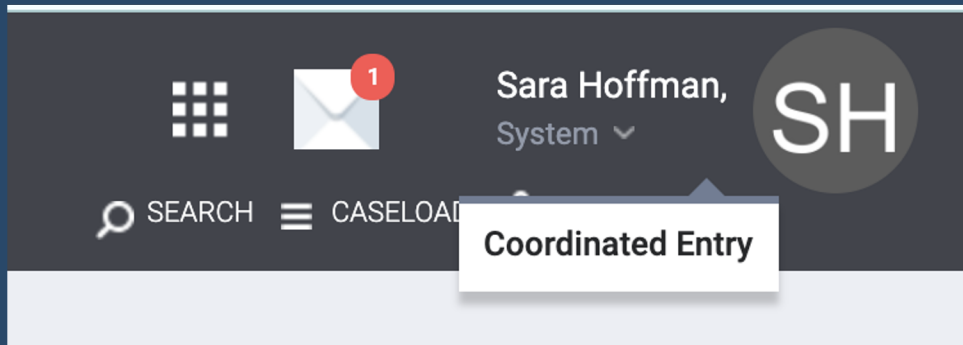 1
Sara Hoffman,
System
SH
SEARCH
CASELOAD
Coordinated Entry